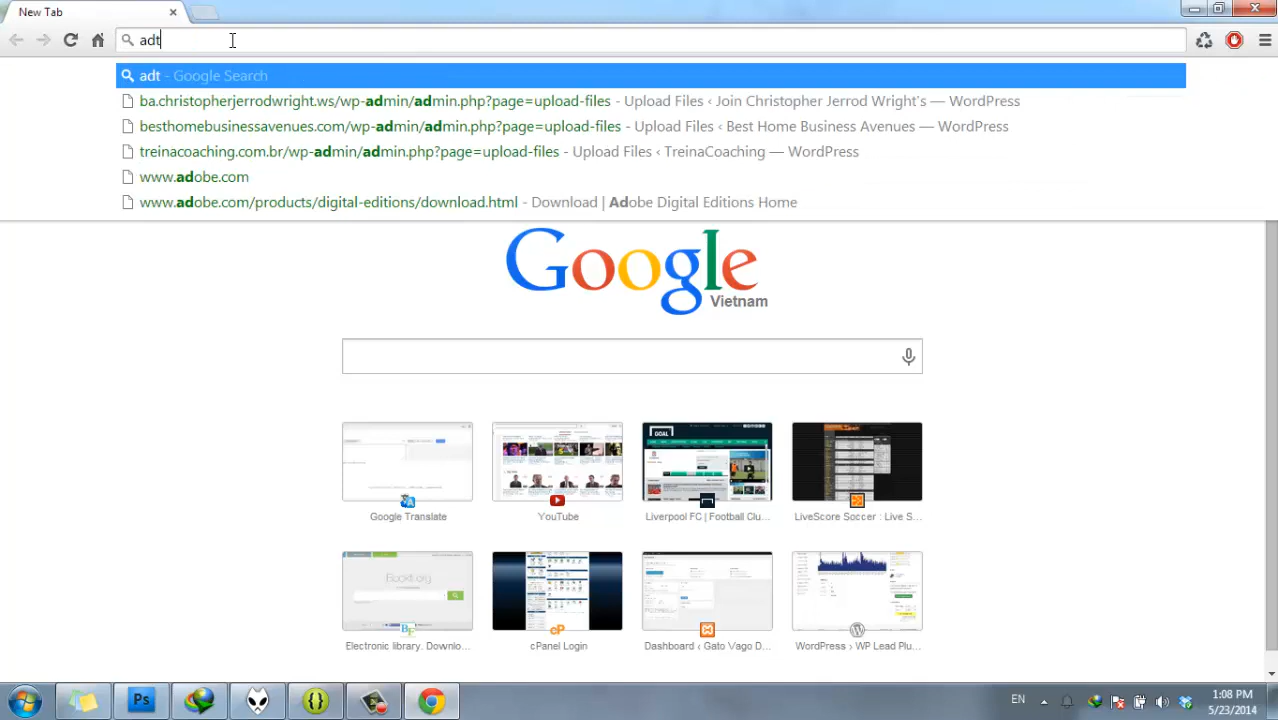 New Tab
adt
adt - Google Search
ba.christopherjerrodwright.ws/wp-admin/admin.php?page=upload-files - Upload Files ‹ Join Christopher Jerrod Wright's — WordPress
besthomebusinessavenues.com/wp-admin/admin.php?page=upload-files - Upload Files ‹ Best Home Business Avenues — WordPress
treinacoaching.com.br/wp-admin/admin.php?page=upload-files - Upload Files ‹ TreinaCoaching — WordPress
www.adobe.com
www.adobe.com/products/digital-editions/download.html - Download | Adobe Digital Editions Home
Google
Vietnam
GOAL
Google Translate YouTube Liverpool FC | Football Clu... LiveScore Soccer : Live S...
Electronic library. Downlo... cPanel Login Dashboard ‹ Gato Vago D... WordPress › WP Lead Plu...
Ps
EN
1:08 PM
5/23/2014